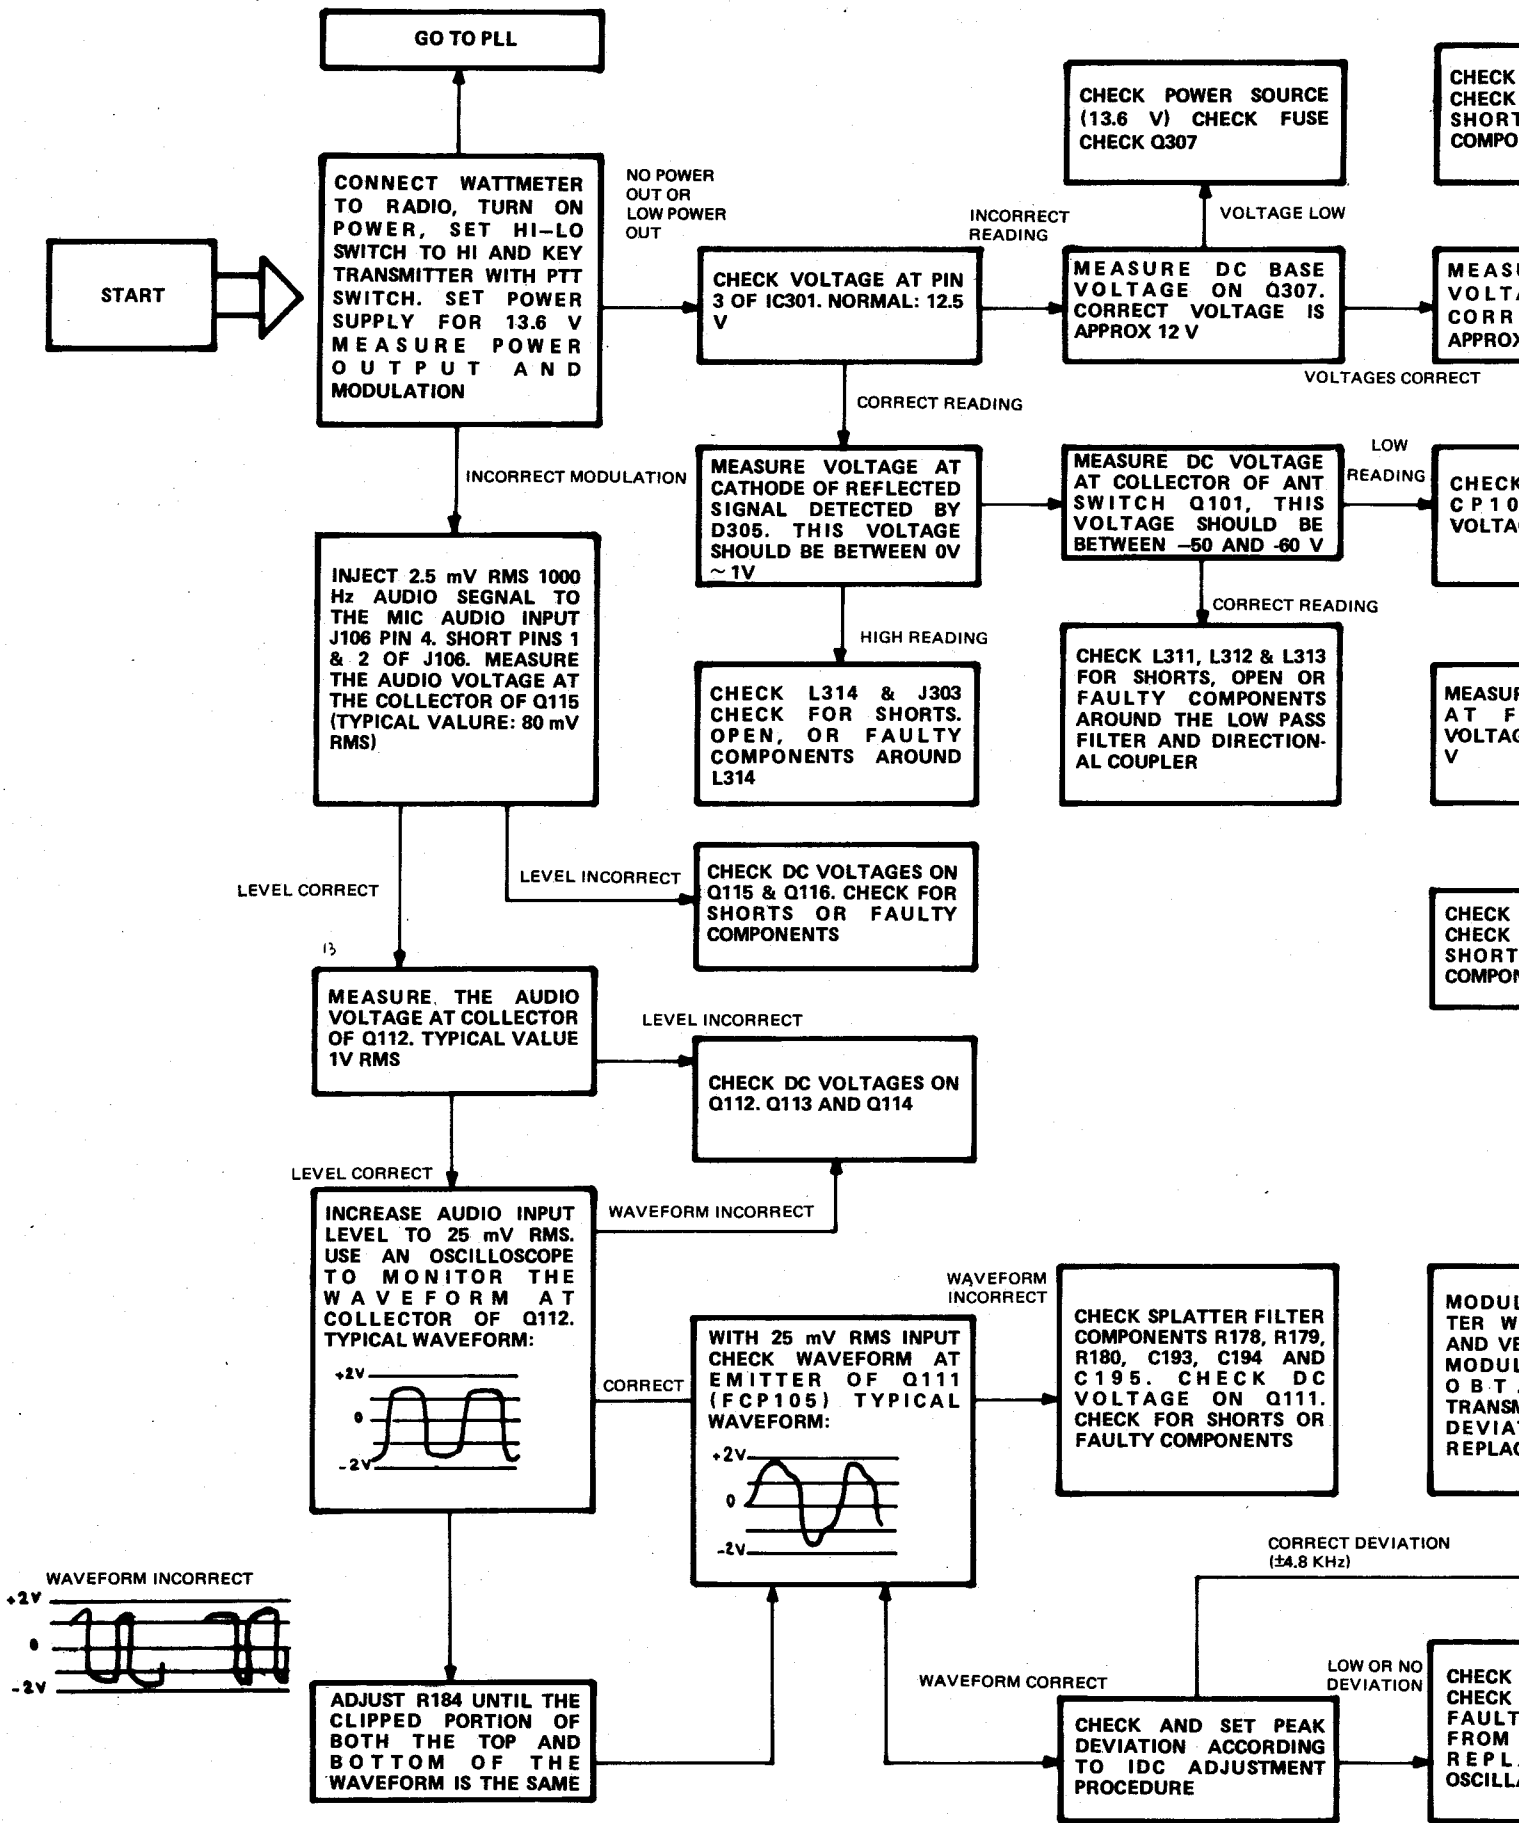 GO TO PLL
START
CONNECT WATTMETER
TO RADIO, TURN ON
POWER, SET HI–LO
SWITCH TO HI AND KEY
TRANSMITTER WITH PTT
SWITCH. SET POWER
SUPPLY FOR 13.6 V
MEASURE POWER
OUTPUT AND
MODULATION
NO POWER
OUT OR
LOW POWER
OUT
CHECK VOLTAGE AT PIN
3 OF IC301. NORMAL: 12.5
V
INCORRECT
READING
CHECK POWER SOURCE
(13.6 V) CHECK FUSE
CHECK Q307
VOLTAGE LOW
MEASURE DC BASE
VOLTAGE ON Q307.
CORRECT VOLTAGE IS
APPROX 12 V
VOLTAGES CORRECT
CHECK
CHECK
SHORT
COMPO
MEASU
VOLTA
CORR
APPROX
CORRECT READING
INCORRECT MODULATION
MEASURE VOLTAGE AT
CATHODE OF REFLECTED
SIGNAL DETECTED BY
D305. THIS VOLTAGE
SHOULD BE BETWEEN 0V
~ 1V
MEASURE DC VOLTAGE
AT COLLECTOR OF ANT
SWITCH Q101, THIS
VOLTAGE SHOULD BE
BETWEEN –50 AND -60 V
LOW
READING
CHECK
CP10
VOLTAG
HIGH READING
CORRECT READING
INJECT 2.5 mV RMS 1000
Hz AUDIO SEGNAL TO
THE MIC AUDIO INPUT
J106 PIN 4. SHORT PINS 1
& 2 OF J106. MEASURE
THE AUDIO VOLTAGE AT
THE COLLECTOR OF Q115
(TYPICAL VALURE: 80 mV
RMS)
CHECK L314 & J303
CHECK FOR SHORTS.
OPEN, OR FAULTY
COMPONENTS AROUND
L314
CHECK L311, L312 & L313
FOR SHORTS, OPEN OR
FAULTY COMPONENTS
AROUND THE LOW PASS
FILTER AND DIRECTION-
AL COUPLER
MEASUR
AT F
VOLTAG
V
LEVEL CORRECT
LEVEL INCORRECT
CHECK DC VOLTAGES ON
Q115 & Q116. CHECK FOR
SHORTS OR FAULTY
COMPONENTS
CHECK
CHECK
SHORT
COMPON
13
MEASURE THE AUDIO
VOLTAGE AT COLLECTOR
OF Q112. TYPICAL VALUE
1V RMS
LEVEL INCORRECT
CHECK DC VOLTAGES ON
Q112. Q113 AND Q114
LEVEL CORRECT
INCREASE AUDIO INPUT
LEVEL TO 25 mV RMS.
USE AN OSCILLOSCOPE
TO MONITOR THE
WAVEFORM AT
COLLECTOR OF Q112.
TYPICAL WAVEFORM:
+2V
0
-2V
WAVEFORM INCORRECT
CORRECT
WITH 25 mV RMS INPUT
CHECK WAVEFORM AT
EMITTER OF Q111
(FCP105) TYPICAL
WAVEFORM:
+2V
0
-2V
WAVEFORM
INCORRECT
CHECK SPLATTER FILTER
COMPONENTS R178, R179,
R180, C193, C194 AND
C195. CHECK DC
VOLTAGE ON Q111.
CHECK FOR SHORTS OR
FAULTY COMPONENTS
MODUL
TER W
AND VE
MODUL
OBT.
TRANSM
DEVIAT
REPLAC
WAVEFORM INCORRECT
+2V
0
-2V
ADJUST R184 UNTIL THE
CLIPPED PORTION OF
BOTH THE TOP AND
BOTTOM OF THE
WAVEFORM IS THE SAME
WAVEFORM CORRECT
CORRECT DEVIATION
(±4.8 KHz)
CHECK AND SET PEAK
DEVIATION ACCORDING
TO IDC ADJUSTMENT
PROCEDURE
LOW OR NO
DEVIATION
CHECK
CHECK
FAULT
FROM
REPL
OSCILLA